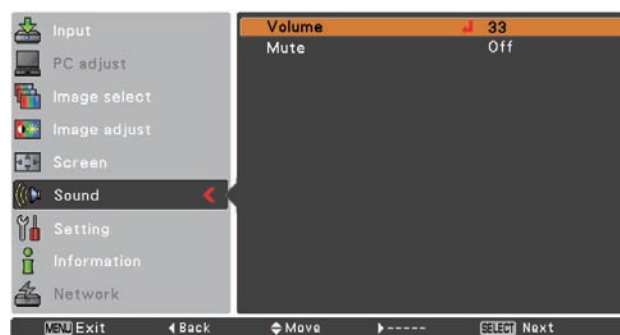 Input
PC adjust
Image select
Image adjust
Screen
Sound
Setting
Information
Network
Volume 33
Mute Off
MENU Exit Back Move ----- SELECT Next